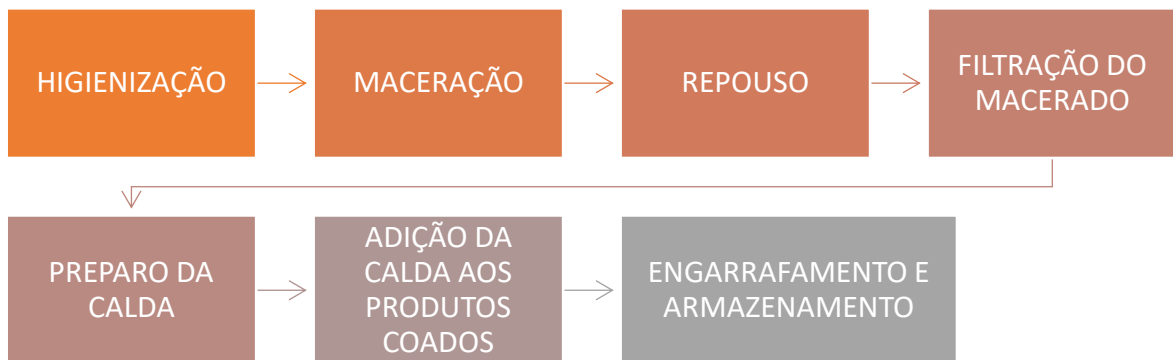 HIGIENIZAÇÃO
MACERAÇÃO
REPOUSO
FILTRAÇÃO DO
MACERADO
PREPARO DA
CALDA
ADIÇÃO DA
CALDA AOS
PRODUTOS
COADOS
ENGARRAFAMENTO E
ARMAZENAMENTO